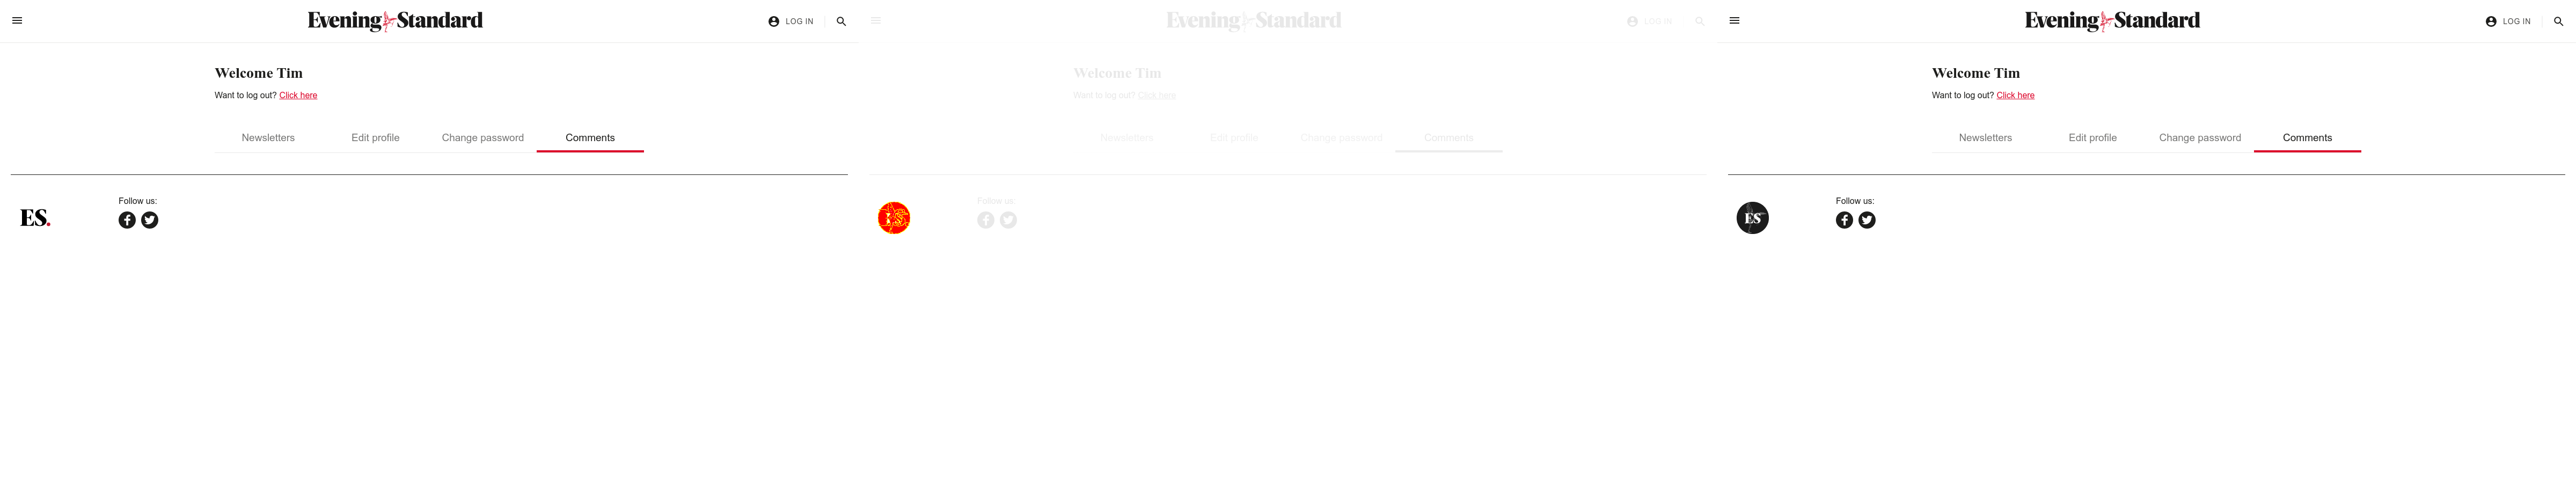 Evening Standard
LOG IN
Welcome Tim
Want to log out? Click here
Newsletters Edit profile Change password Comments
ES.
Follow us:
Evening Standard
LOG IN
Welcome Tim
Want to log out? Click here
Newsletters Edit profile Change password Comments
Follow us:
Evening Standard
LOG IN
Welcome Tim
Want to log out? Click here
Newsletters Edit profile Change password Comments
ES
Follow us: